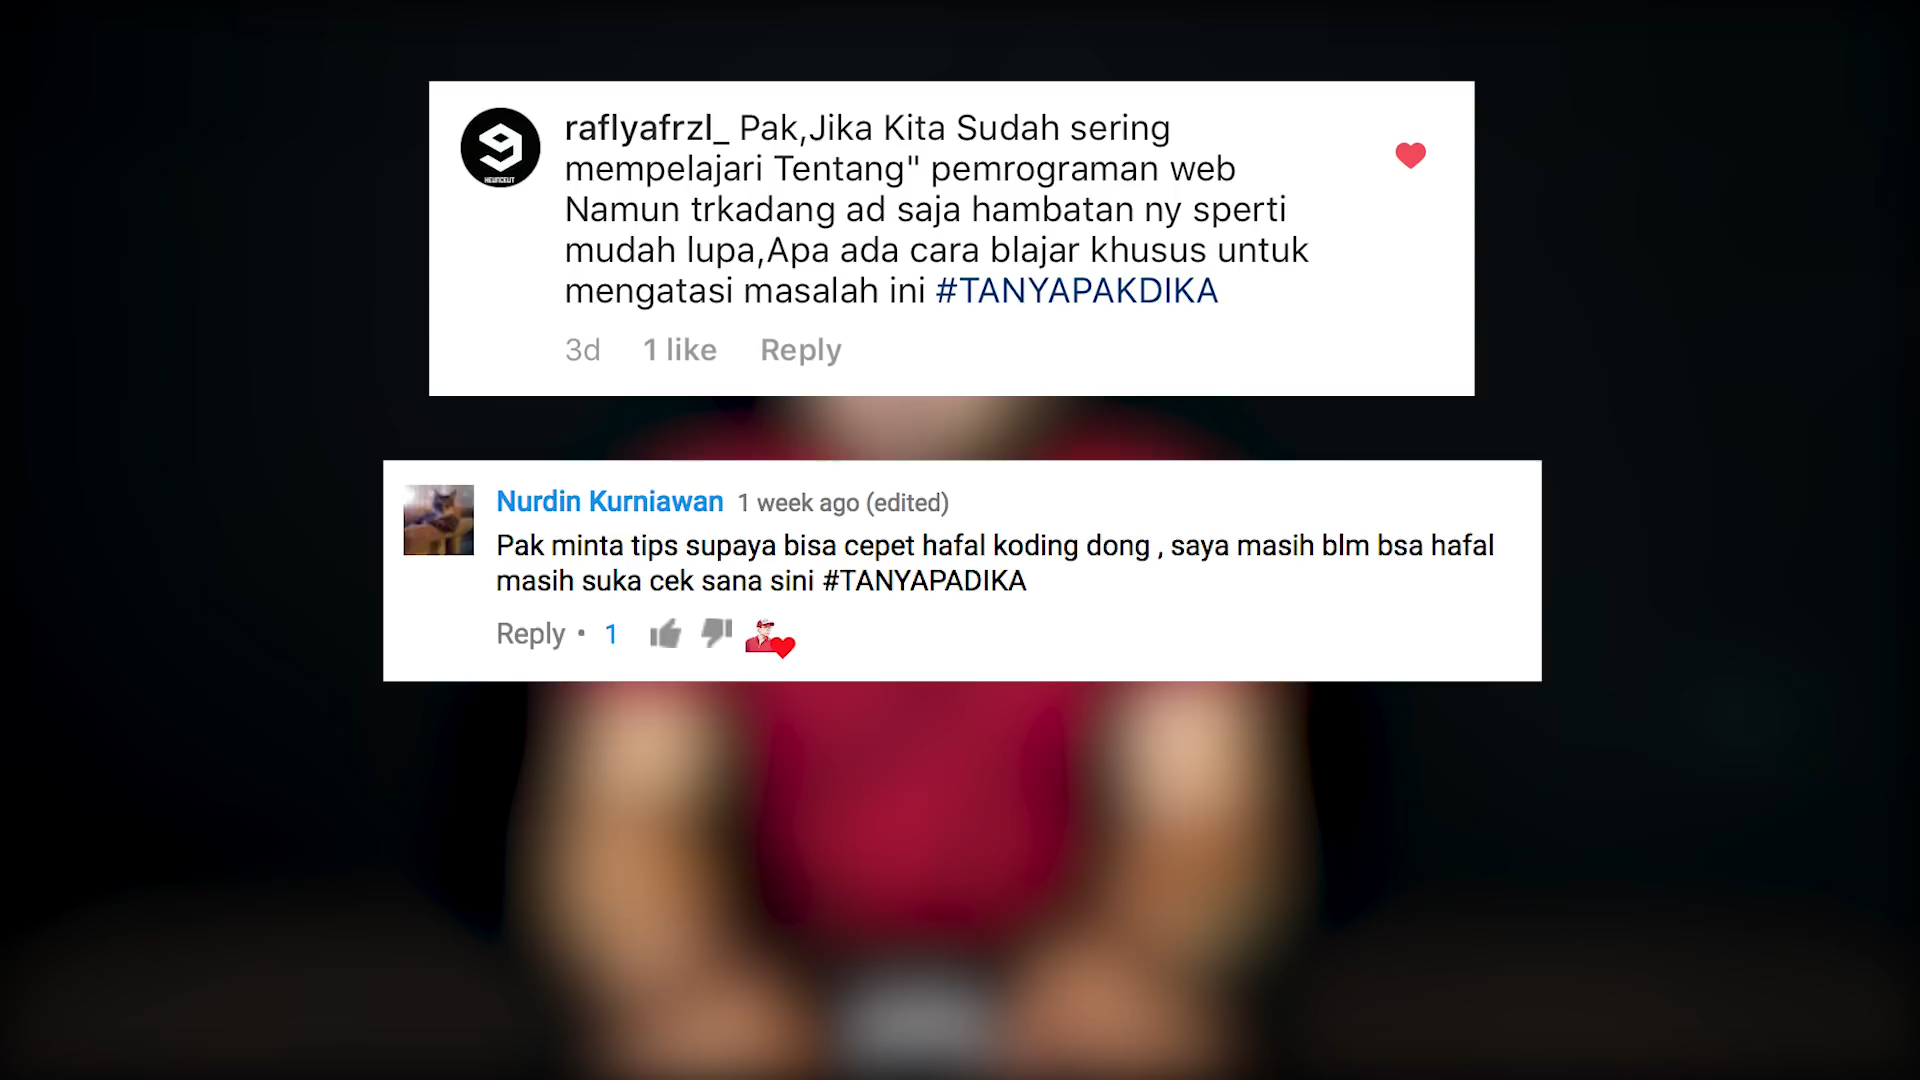 raflyafrzl_ Pak,Jika Kita Sudah sering
mempelajari Tentang" pemrograman web
Namun trkadang ad saja hambatan ny sperti
mudah lupa,Apa ada cara blajar khusus untuk
mengatasi masalah ini #TANYAPAKDIKA
3d 1 like Reply
Nurdin Kurniawan 1 week ago (edited)
Pak minta tips supaya bisa cepet hafal koding dong , saya masih blm bsa hafal
masih suka cek sana sini #TANYAPADIKA
Reply • 1